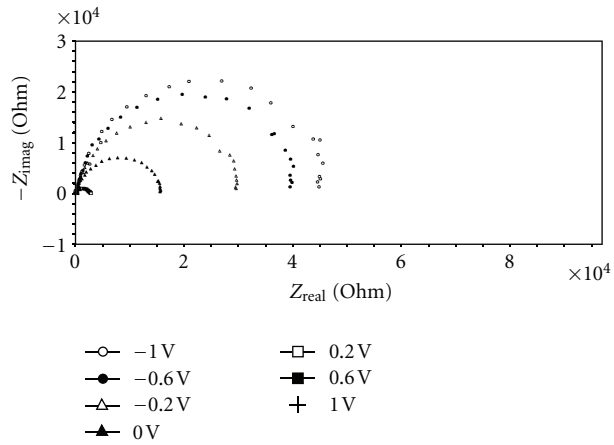 ×10⁴
3
2
1
0
−1
−Z_imag (Ohm)
0 2 4 6 8
×10⁴
Z_real (Ohm)
−1 V
−0.6 V
−0.2 V
0 V
0.2 V
0.6 V
1 V